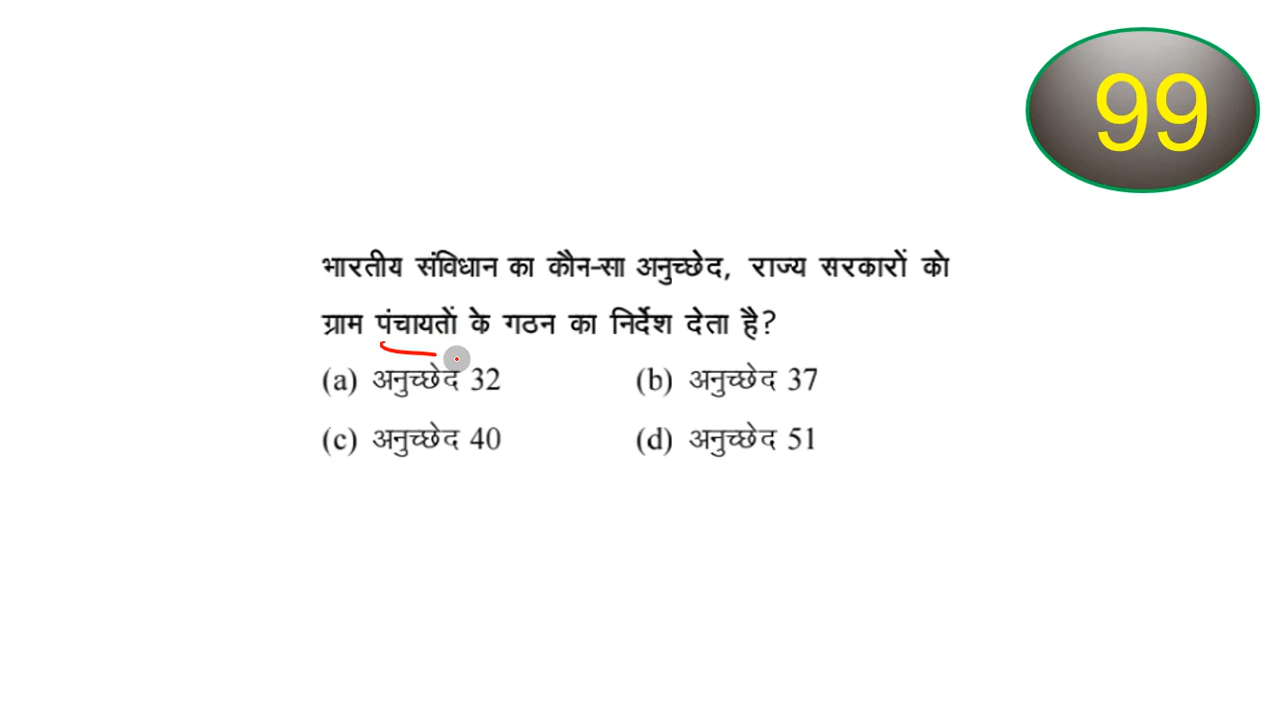 99
भारतीय संविधान का कौन-सा अनुच्छेद, राज्य सरकारों को
ग्राम पंचायतों के गठन का निर्देश देता है?
(a) अनुच्छेद 32 (b) अनुच्छेद 37
(c) अनुच्छेद 40 (d) अनुच्छेद 51